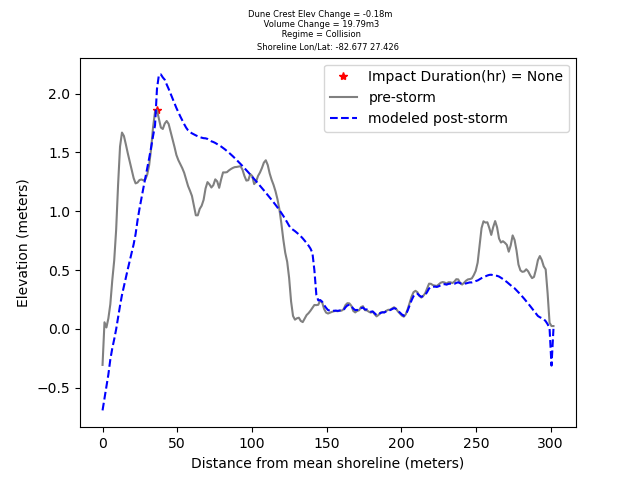 Dune Crest Elev Change = -0.18m
Volume Change = 19.79m3
Regime = Collision
Shoreline Lon/Lat: -82.677 27.426
Impact Duration(hr) = None
pre-storm
modeled post-storm
Elevation (meters)
2.0
1.5
1.0
0.5
0.0
−0.5
0 50 100 150 200 250 300
Distance from mean shoreline (meters)